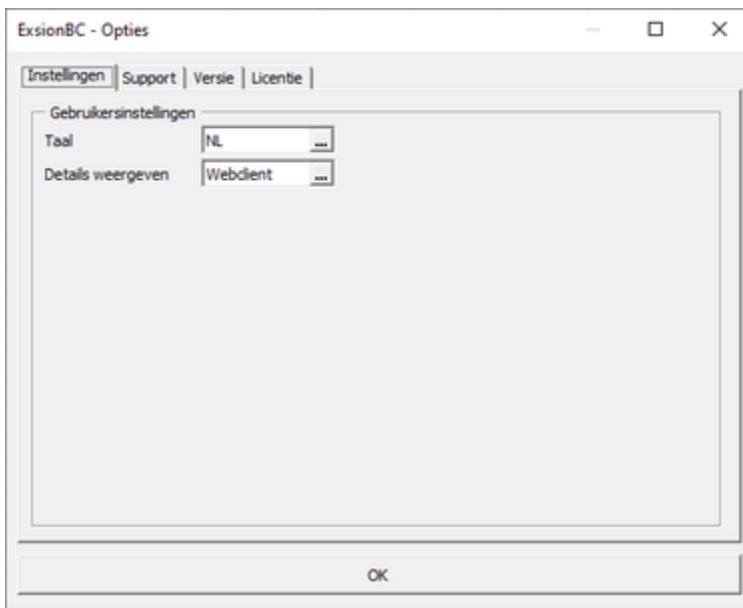 ExsionBC - Opties
Instellingen Support Versie Licentie
Gebruikersinstellingen
Taal NL ...
Details weergeven Webclient ...
OK